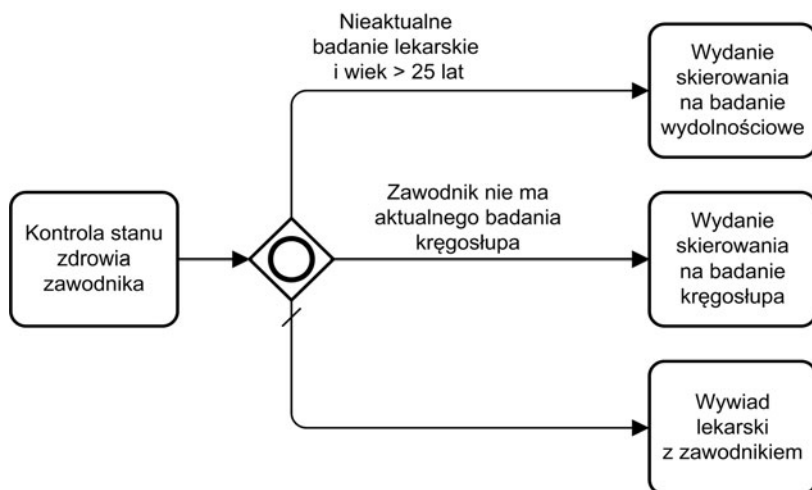 Nieaktualne
badanie lekarskie
i wiek > 25 lat
Wydanie
skierowania
na badanie
wydolnościowe
Kontrola stanu
zdrowia
zawodnika
Zawodnik nie ma
aktualnego badania
kręgosłupa
Wydanie
skierowania
na badanie
kręgosłupa
Wywiad
lekarski
z zawodnikiem